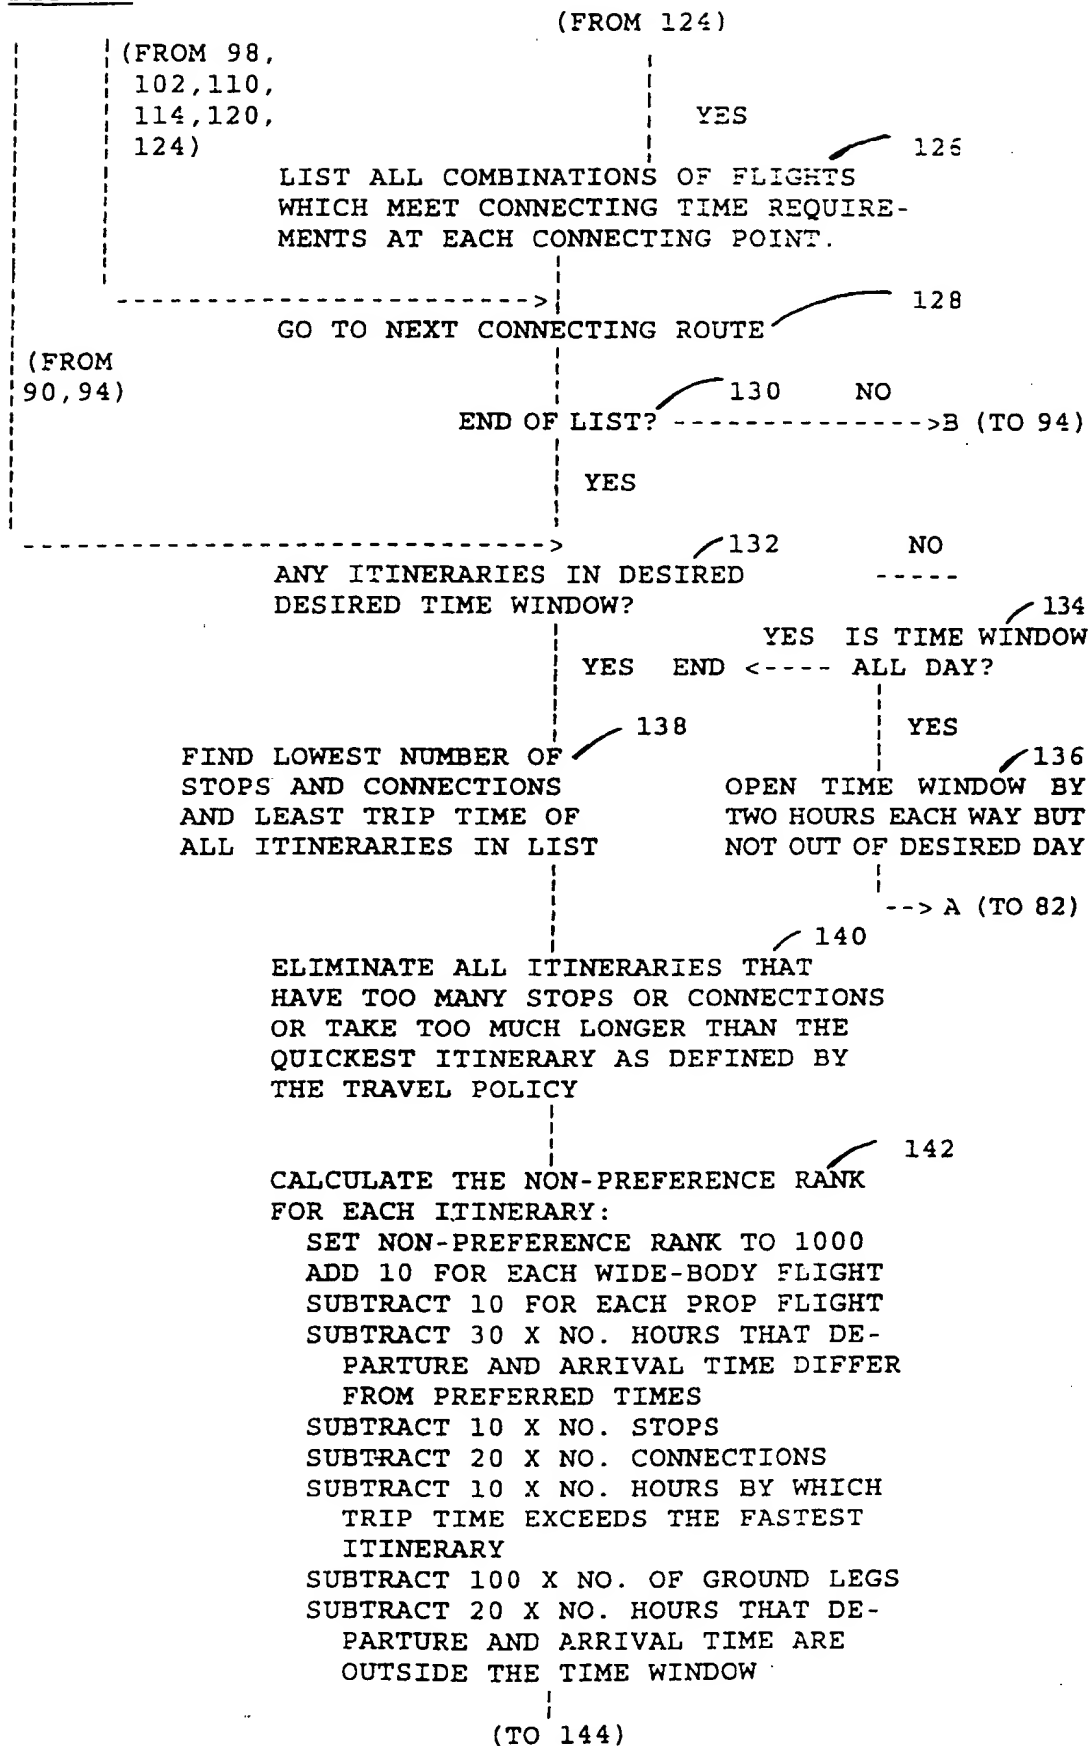 (FROM 124)
(FROM 98,
102,110,
114,120,
124)
YES
126
LIST ALL COMBINATIONS OF FLIGHTS
WHICH MEET CONNECTING TIME REQUIRE-
MENTS AT EACH CONNECTING POINT.
128
GO TO NEXT CONNECTING ROUTE
(FROM
90,94)
130 NO
END OF LIST? -------------->B (TO 94)
YES
132 NO
ANY ITINERARIES IN DESIRED -----
DESIRED TIME WINDOW?
134
YES IS TIME WINDOW
YES END <---- ALL DAY?
138 YES
FIND LOWEST NUMBER OF
STOPS AND CONNECTIONS
AND LEAST TRIP TIME OF
ALL ITINERARIES IN LIST
136
OPEN TIME WINDOW BY
TWO HOURS EACH WAY BUT
NOT OUT OF DESIRED DAY
--> A (TO 82)
140
ELIMINATE ALL ITINERARIES THAT
HAVE TOO MANY STOPS OR CONNECTIONS
OR TAKE TOO MUCH LONGER THAN THE
QUICKEST ITINERARY AS DEFINED BY
THE TRAVEL POLICY
142
CALCULATE THE NON-PREFERENCE RANK
FOR EACH ITINERARY:
SET NON-PREFERENCE RANK TO 1000
ADD 10 FOR EACH WIDE-BODY FLIGHT
SUBTRACT 10 FOR EACH PROP FLIGHT
SUBTRACT 30 X NO. HOURS THAT DE-
PARTURE AND ARRIVAL TIME DIFFER
FROM PREFERRED TIMES
SUBTRACT 10 X NO. STOPS
SUBTRACT 20 X NO. CONNECTIONS
SUBTRACT 10 X NO. HOURS BY WHICH
TRIP TIME EXCEEDS THE FASTEST
ITINERARY
SUBTRACT 100 X NO. OF GROUND LEGS
SUBTRACT 20 X NO. HOURS THAT DE-
PARTURE AND ARRIVAL TIME ARE
OUTSIDE THE TIME WINDOW
(TO 144)